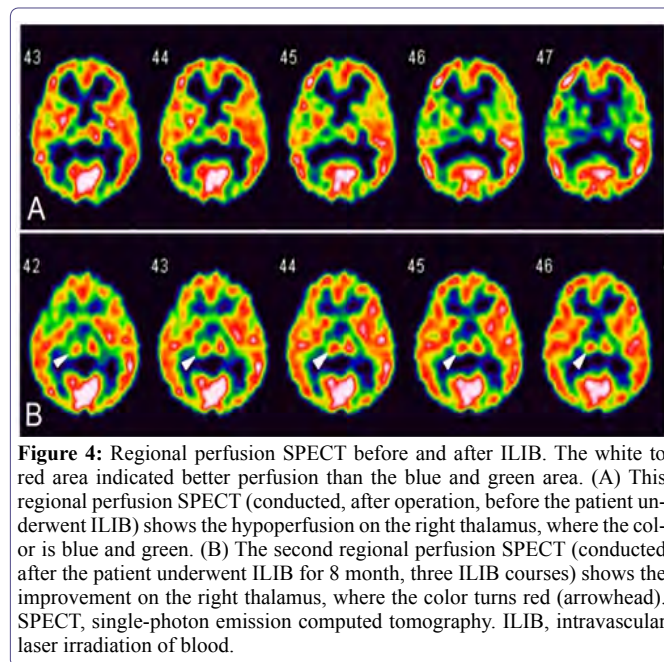 43 44 45 46 47
A
42 43 44 45 46
B
Figure 4: Regional perfusion SPECT before and after ILIB. The white to
red area indicated better perfusion than the blue and green area. (A) This
regional perfusion SPECT (conducted, after operation, before the patient un-
derwent ILIB) shows the hypoperfusion on the right thalamus, where the col-
or is blue and green. (B) The second regional perfusion SPECT (conducted
after the patient underwent ILIB for 8 month, three ILIB courses) shows the
improvement on the right thalamus, where the color turns red (arrowhead).
SPECT, single-photon emission computed tomography. ILIB, intravascular
laser irradiation of blood.